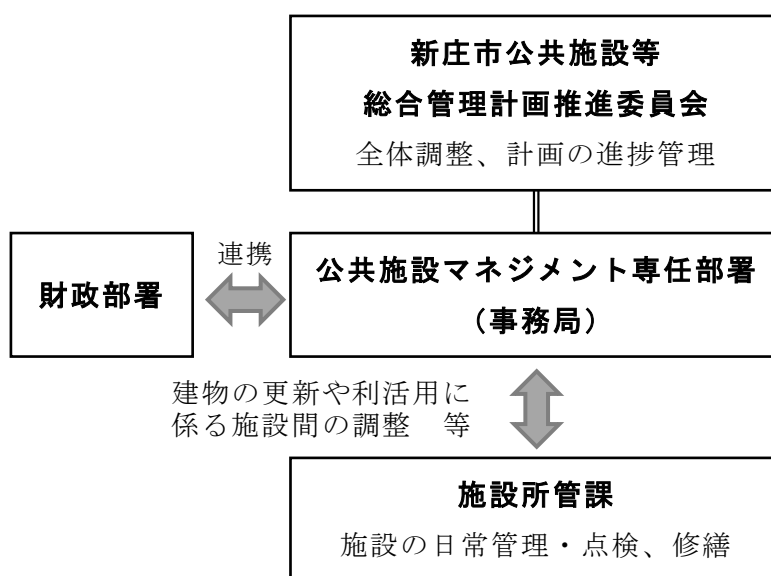 新庄市公共施設等
総合管理計画推進委員会
全体調整、計画の進捗管理
財政部署
連携
公共施設マネジメント専任部署
（事務局）
建物の更新や利活用に
係る施設間の調整　等
施設所管課
施設の日常管理・点検、修繕